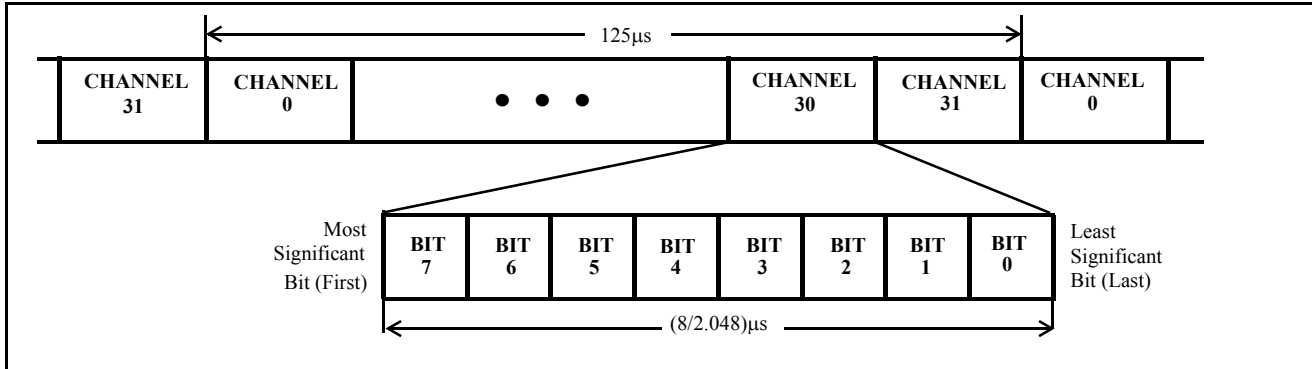 125μs
CHANNEL 31
CHANNEL 0
CHANNEL 30
CHANNEL 31
CHANNEL 0
Most
Significant
Bit (First)
BIT 7
BIT 6
BIT 5
BIT 4
BIT 3
BIT 2
BIT 1
BIT 0
Least
Significant
Bit (Last)
(8/2.048)μs